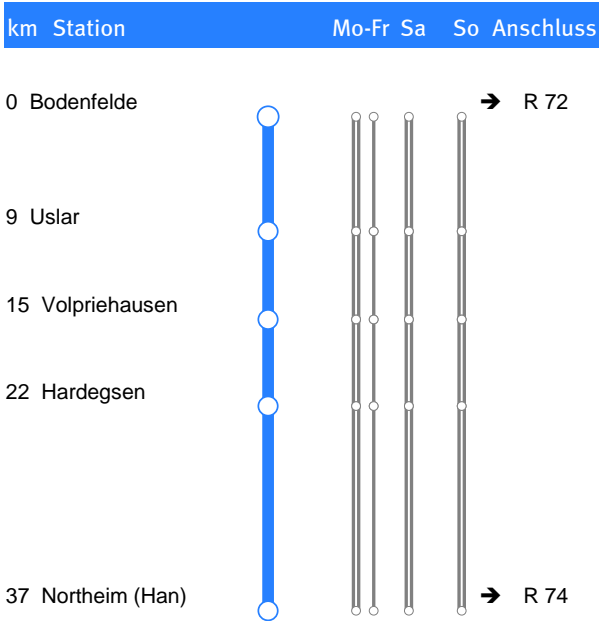 km Station Mo-Fr Sa So Anschluss
0 Bodenfelde ➔ R 72
9 Uslar
15 Volpriehausen
22 Hardegsen
37 Northeim (Han) ➔ R 74